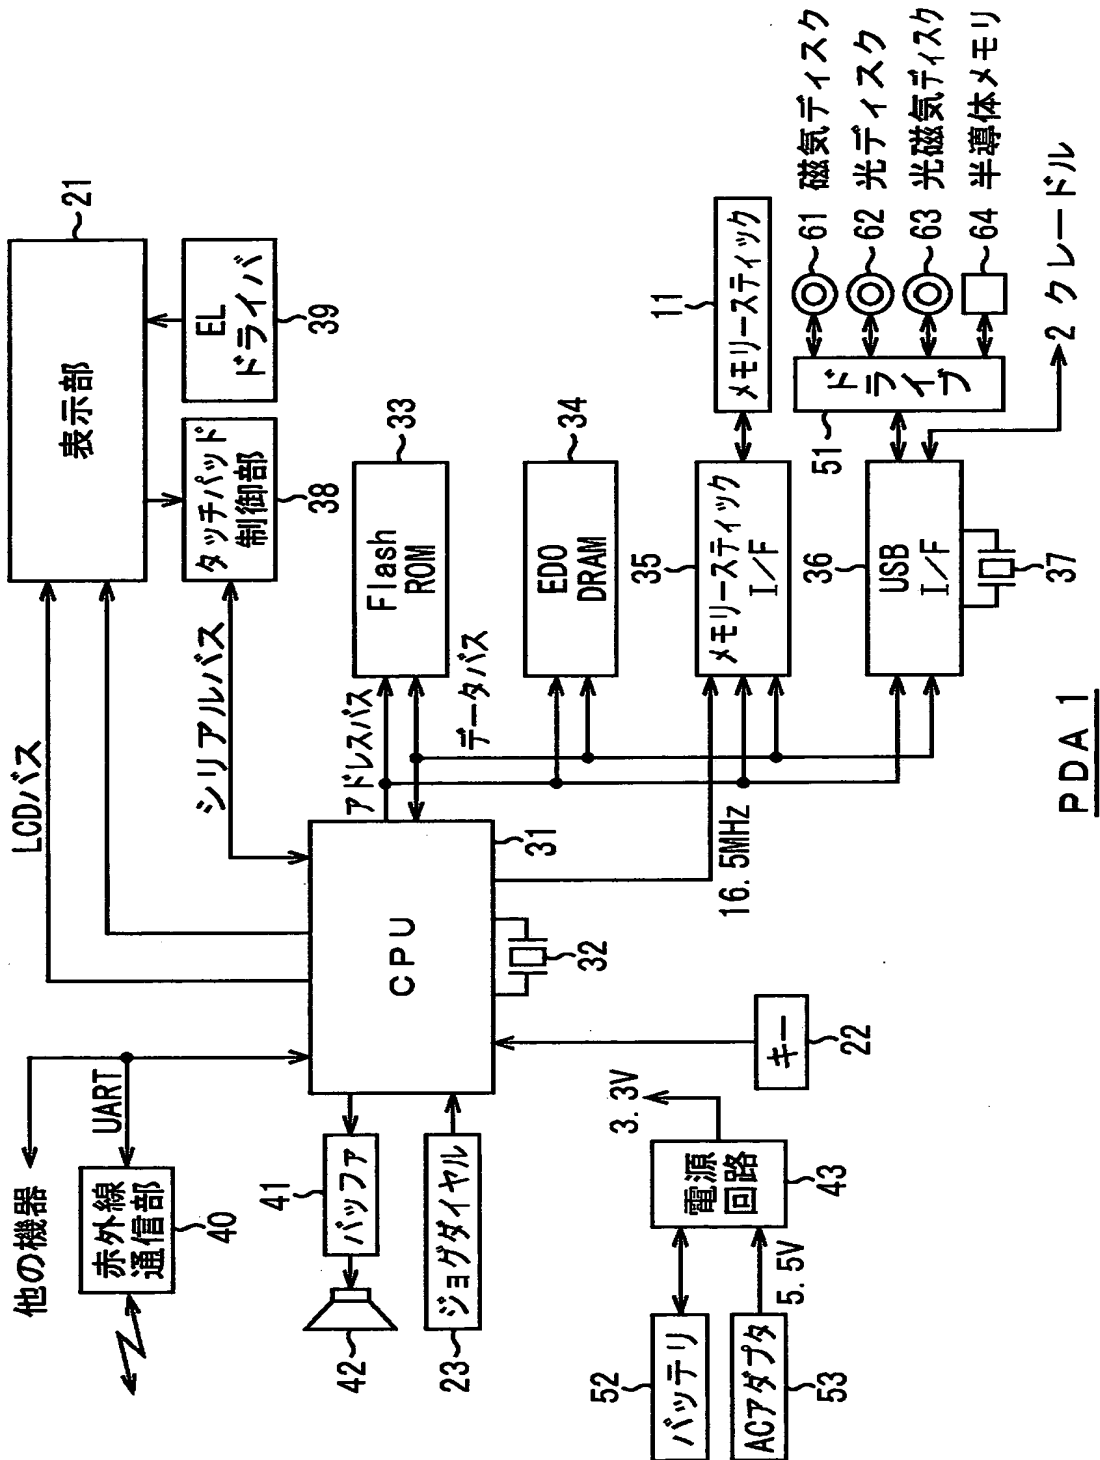 他の機器
UART
赤外線
通信部
40
LCDバス
シリアルバス
表示部
21
タッチパッド
制御部
38
EL
ドライバ
39
バッファ
41
42
ジョグダイヤル
23
CPU
31
32
アドレスバス
データバス
Flash
ROM
33
EDO
DRAM
34
16.5MHz
メモリースティック
I/F
35
メモリースティック
11
USB
I/F
36
37
ドライブ
51
61 磁気ディスク
62 光ディスク
63 光磁気ディスク
64 半導体メモリ
2 クレードル
キー
22
3.3V
電源
回路
43
バッテリ
52
ACアダプタ
53
5.5V
PDA1